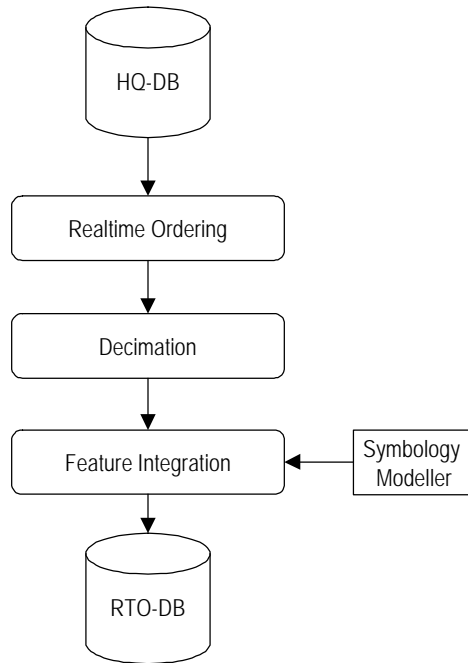 HQ-DB
Realtime Ordering
Decimation
Feature Integration
Symbology
Modeller
RTO-DB